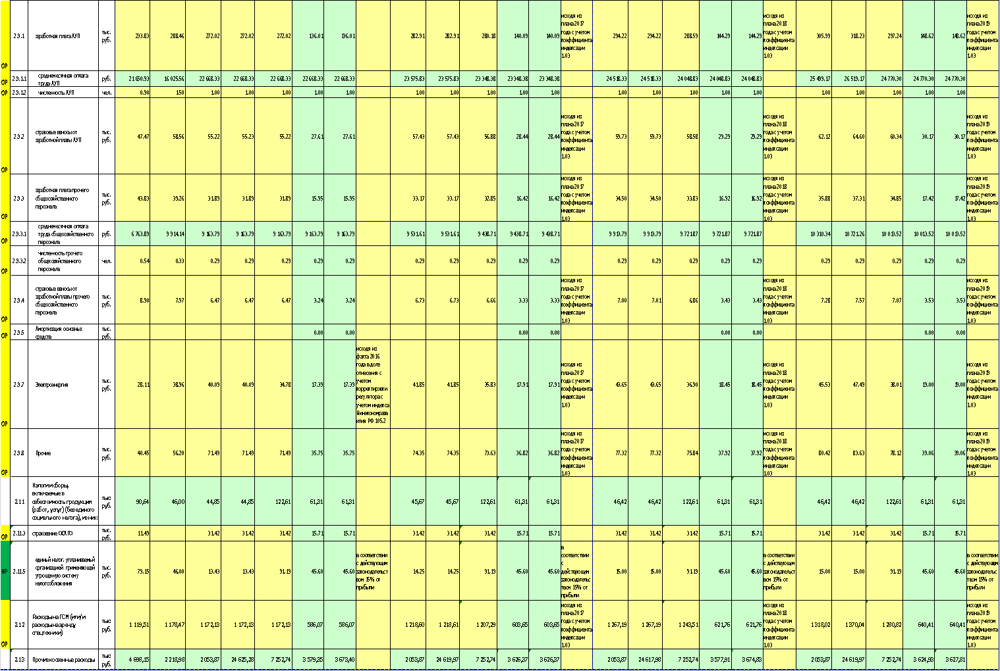 ОР 2.9.1 заработная плата АУП тыс. руб. 233.83 288.46 272.02 272.02 272.02 136.01 136.01 282.91 282.91 280.18 140.09 140.09 исходя из плана 2017 года с учетом коэффициента индексации 1.03 294.22 294.22 288.59 144.29 144.29 исходя из плана 2018 года с учетом коэффициента индексации 1.03 305.99 318.23 297.24 148.62 148.62 исходя из плана 2019 года с учетом коэффициента индексации 1.03
ОР 2.9.1.1 среднемесячная оплата труда АУП руб. 21 650.93 16 025.56 22 668.33 22 668.33 22 668.33 22 668.33 22 668.33 23 575.83 23 575.83 23 348.38 23 348.38 23 348.38 24 518.33 24 518.33 24 048.83 24 048.83 24 048.83 25 499.17 26 519.17 24 770.30 24 770.30 24 770.30
ОР 2.9.1.2 численность АУП чел. 0.90 1.50 1.00 1.00 1.00 1.00 1.00 1.00 1.00 1.00 1.00 1.00 1.00 1.00 1.00 1.00 1.00 1.00 1.00 1.00 1.00 1.00
ОР 2.9.2 страховые взносы от заработной платы АУП тыс. руб. 47.47 58.56 55.22 55.23 55.22 27.61 27.61 57.43 57.43 56.88 28.44 28.44 исходя из плана 2017 года с учетом коэффициента индексации 1.03 59.73 59.73 58.58 29.29 29.29 исходя из плана 2018 года с учетом коэффициента индексации 1.03 62.12 64.60 60.34 30.17 30.17 исходя из плана 2019 года с учетом коэффициента индексации 1.03
ОР 2.9.3 заработная плата прочего общехозяйственного персонала тыс. руб. 43.83 39.26 31.89 31.89 31.89 15.95 15.95 33.17 33.17 32.85 16.42 16.42 исходя из плана 2017 года с учетом коэффициента индексации 1.03 34.50 34.50 33.83 16.92 16.92 исходя из плана 2018 года с учетом коэффициента индексации 1.03 35.88 37.31 34.85 17.42 17.42 исходя из плана 2019 года с учетом коэффициента индексации 1.03
ОР 2.9.3.1 среднемесячная оплата труда общехозяйственного персонала руб. 6 763.89 9 914.14 9 163.79 9 163.79 9 163.79 9 163.79 9 163.79 9 531.61 9 531.61 9 438.71 9 438.71 9 438.71 9 913.79 9 913.79 9 721.87 9 721.87 9 721.87 10 310.34 10 721.26 10 013.52 10 013.52 10 013.52
ОР 2.9.3.2 численность прочего общехозяйственного персонала чел. 0.54 0.33 0.29 0.29 0.29 0.29 0.29 0.29 0.29 0.29 0.29 0.29 0.29 0.29 0.29 0.29 0.29 0.29 0.29 0.29 0.29 0.29
ОР 2.9.4 страховые взносы от заработной платы прочего общехозяйственного персонала тыс. руб. 8.90 7.97 6.47 6.47 6.47 3.24 3.24 6.73 6.73 6.66 3.33 3.33 исходя из плана 2017 года с учетом коэффициента индексации 1.03 7.00 7.01 6.86 3.43 3.43 исходя из плана 2018 года с учетом коэффициента индексации 1.03 7.28 7.57 7.07 3.53 3.53 исходя из плана 2019 года с учетом коэффициента индексации 1.03
ОР 2.9.5 Амортизация основных средств тыс. руб. 0.00 0.00 0.00 0.00 0.00 0.00 0.00 0.00
ОР 2.9.7 Электроэнергия тыс. руб. 28.11 38.96 40.09 40.09 34.78 17.39 17.39 исходя из факта 2016 года в доле отнесения с учетом корректировки регулятора с учетом индекса Минэкономразвития РФ 105.2 41.85 41.85 35.83 17.91 17.91 исходя из плана 2017 года с учетом коэффициента индексации 1.03 43.65 43.65 36.90 18.45 18.45 исходя из плана 2018 года с учетом коэффициента индексации 1.03 45.53 47.49 38.01 19.00 19.00 исходя из плана 2019 года с учетом коэффициента индексации 1.03
ОР 2.9.8 Прочие тыс. руб. 40.45 56.20 71.49 71.49 71.49 35.75 35.75 74.35 74.35 73.63 36.82 36.82 исходя из плана 2017 года с учетом коэффициента индексации 1.03 77.32 77.32 75.84 37.92 37.92 исходя из плана 2018 года с учетом коэффициента индексации 1.03 80.42 83.63 78.12 39.06 39.06 исходя из плана 2019 года с учетом коэффициента индексации 1.03
2.11 Налоги и сборы, включаемые в себестоимость продукции (работ, услуг) (без единого социального налога), из них: тыс руб. 90,64 46,00 44,85 44,85 122,61 61,31 61,31 45,67 45,67 122,61 61,31 61,31 46,42 46,42 122,61 61,31 61,31 46,42 46,42 122,61 61,31 61,31
ОР 2.11.3 страхование ОСАГО тыс. руб. 11.49 31.42 31.42 31.42 15.71 15.71 31.42 31.42 31.42 15.71 15.71 31.42 31.42 31.42 15.71 15.71 31.42 31.42 31.42 15.71 15.71
НР 2.11.5 единый налог, уплачиваемый организацией, применяющей упрощенную систему налогообложения тыс. руб. 79.15 46.00 13.43 13.43 91.19 45.60 45.60 в соответствии с действующим законодательством 15% от прибыли 14.25 14.25 91.19 45.60 45.60 в соответствии с действующим законодательством 15% от прибыли 15.00 15.00 91.19 45.60 45.60 в соответствии с действующим законодательством 15% от прибыли 15.00 15.00 91.19 45.60 45.60 в соответствии с действующим законодательством 15% от прибыли
ОР 2.12 Расходы на ГСМ (или/и расходы на аренду спецтехники) тыс руб. 1 119,51 1 178,47 1 172,13 1 172,13 1 172,13 586,07 586,07 1 218,60 1 218,61 1 207,29 603,65 603,65 исходя из плана 2017 года с учетом коэффициента индексации 1.03 1 267,19 1 267,19 1 243,51 621,76 621,76 исходя из плана 2018 года с учетом коэффициента индексации 1.03 1 318,02 1 370,04 1 280,82 640,41 640,41 исходя из плана 2019 года с учетом коэффициента индексации 1.03
2.13 Прочие косвенные расходы тыс руб. 4 698,15 2 218,98 2 053,87 24 625,28 7 252,74 3 579,35 3 673,40 2 053,87 24 619,97 7 252,74 3 626,37 3 626,37 2 053,87 24 617,98 7 252,74 3 577,91 3 674,83 2 053,87 24 619,97 7 252,74 3 624,93 3 627,81